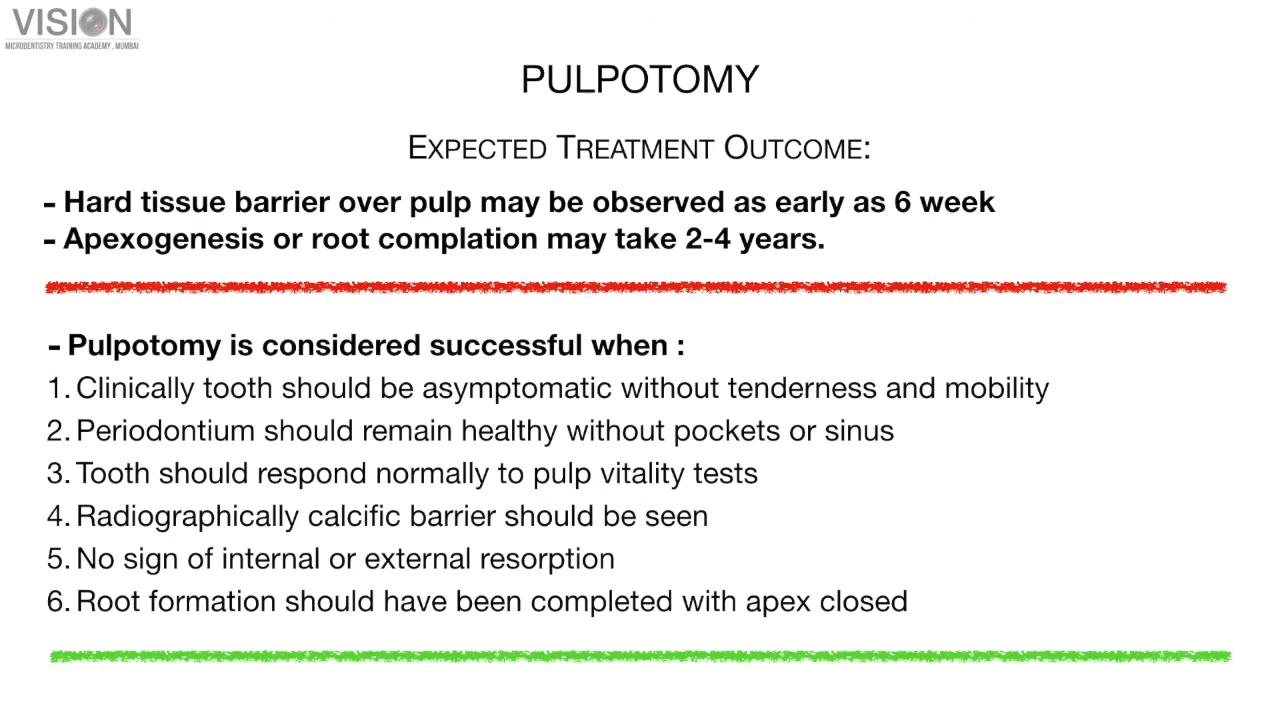 VISION
MICRODENTISTRY TRAINING ACADEMY, MUMBAI
PULPOTOMY
EXPECTED TREATMENT OUTCOME:
- Hard tissue barrier over pulp may be observed as early as 6 week
- Apexogenesis or root complation may take 2-4 years.
- Pulpotomy is considered successful when :
1. Clinically tooth should be asymptomatic without tenderness and mobility
2. Periodontium should remain healthy without pockets or sinus
3. Tooth should respond normally to pulp vitality tests
4. Radiographically calcific barrier should be seen
5. No sign of internal or external resorption
6. Root formation should have been completed with apex closed